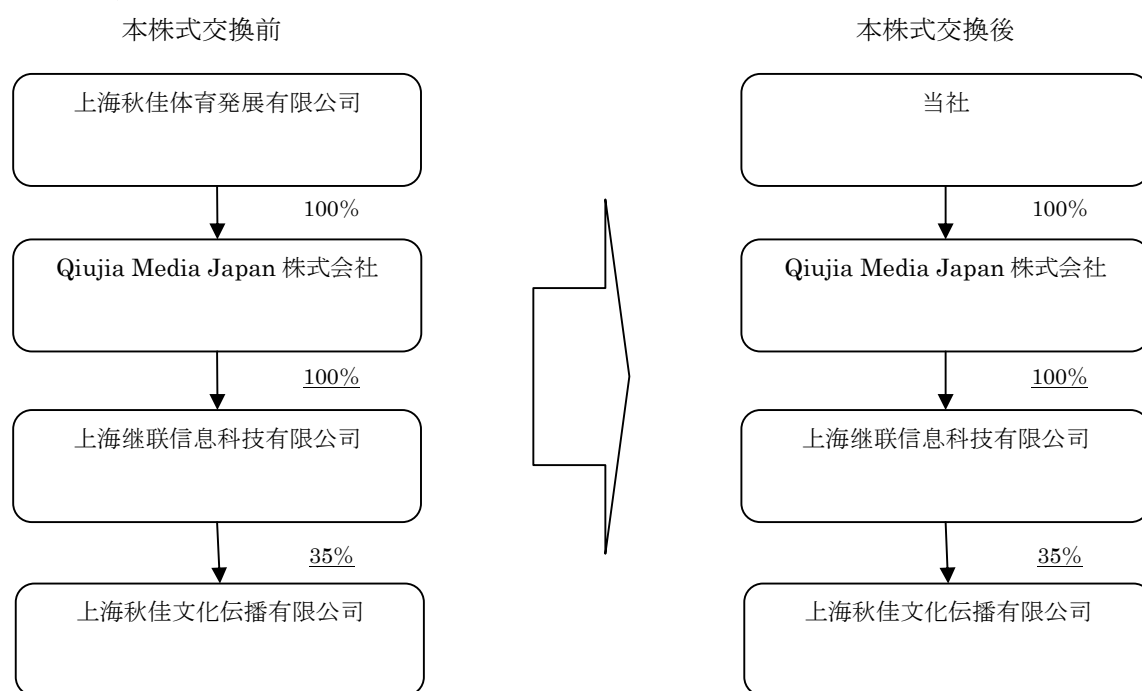 本株式交換前
上海秋佳体育発展有限公司
100%
Qiujia Media Japan 株式会社
100%
上海继联信息科技有限公司
35%
上海秋佳文化伝播有限公司
本株式交換後
当社
100%
Qiujia Media Japan 株式会社
100%
上海继联信息科技有限公司
35%
上海秋佳文化伝播有限公司